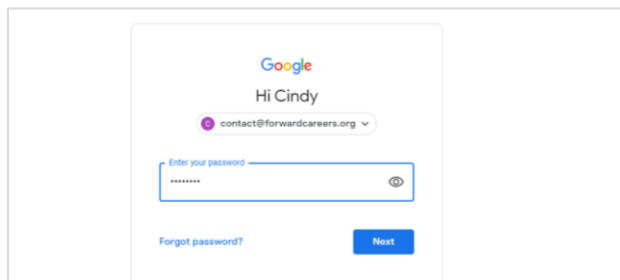 Google
Hi Cindy
C contact@forwardcareers.org
Enter your password
••••••••
Forgot password? Next